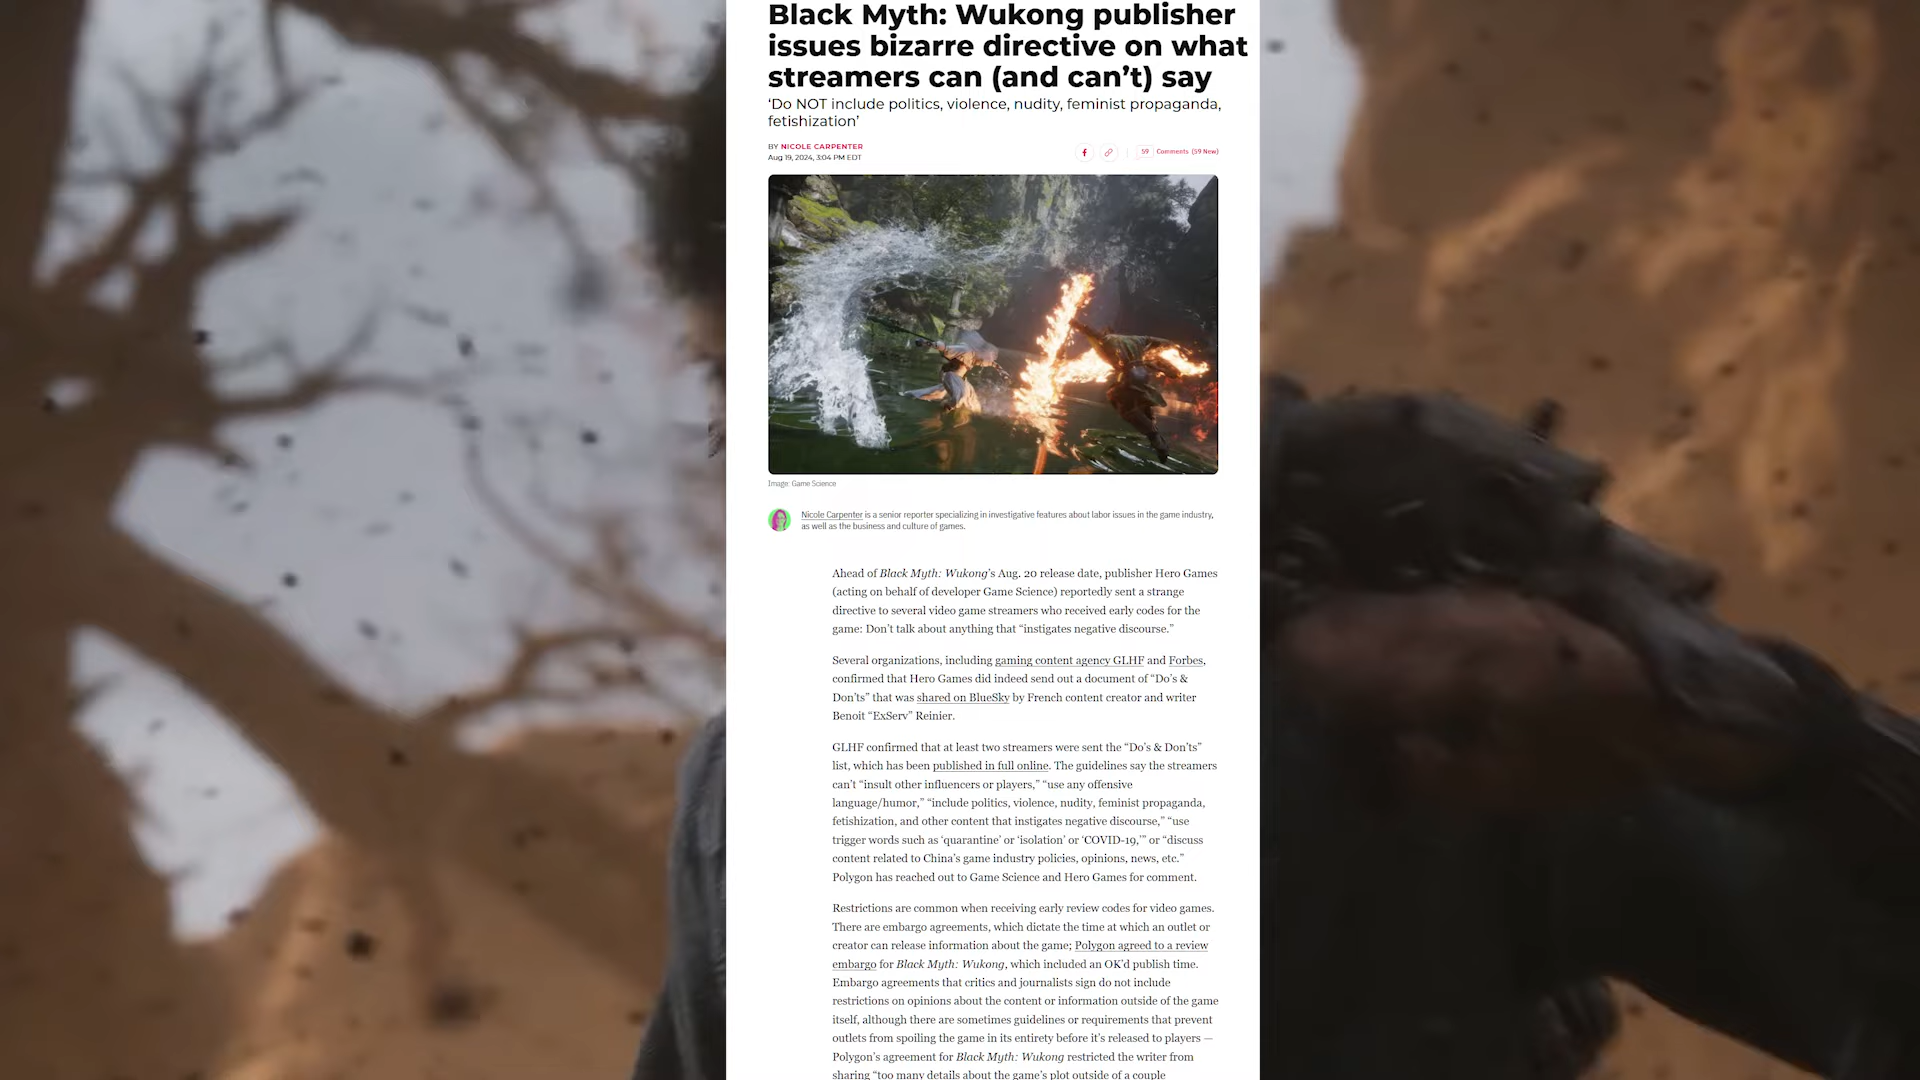 Black Myth: Wukong publisher
issues bizarre directive on what
streamers can (and can’t) say
‘Do NOT include politics, violence, nudity, feminist propaganda,
fetishization’
BY NICOLE CARPENTER
Aug 19, 2024, 3:04 PM EDT
59 Comments (59 New)
Image: Game Science
Nicole Carpenter is a senior reporter specializing in investigative features about labor issues in the game industry,
as well as the business and culture of games.
Ahead of Black Myth: Wukong’s Aug. 20 release date, publisher Hero Games
(acting on behalf of developer Game Science) reportedly sent a strange
directive to several video game streamers who received early codes for the
game: Don’t talk about anything that “instigates negative discourse.”
Several organizations, including gaming content agency GLHF and Forbes,
confirmed that Hero Games did indeed send out a document of “Do’s &
Don’ts” that was shared on BlueSky by French content creator and writer
Benoit “ExServ” Reinier.
GLHF confirmed that at least two streamers were sent the “Do’s & Don’ts”
list, which has been published in full online. The guidelines say the streamers
can’t “insult other influencers or players,” “use any offensive
language/humor,” “include politics, violence, nudity, feminist propaganda,
fetishization, and other content that instigates negative discourse,” “use
trigger words such as ‘quarantine’ or ‘isolation’ or ‘COVID-19,’” or “discuss
content related to China’s game industry policies, opinions, news, etc.”
Polygon has reached out to Game Science and Hero Games for comment.
Restrictions are common when receiving early review codes for video games.
There are embargo agreements, which dictate the time at which an outlet or
creator can release information about the game; Polygon agreed to a review
embargo for Black Myth: Wukong, which included an OK’d publish time.
Embargo agreements that critics and journalists sign do not include
restrictions on opinions about the content or information outside of the game
itself, although there are sometimes guidelines or requirements that prevent
outlets from spoiling the game in its entirety before it’s released to players —
Polygon’s agreement for Black Myth: Wukong restricted the writer from
sharing “too many details about the game’s plot outside of a couple